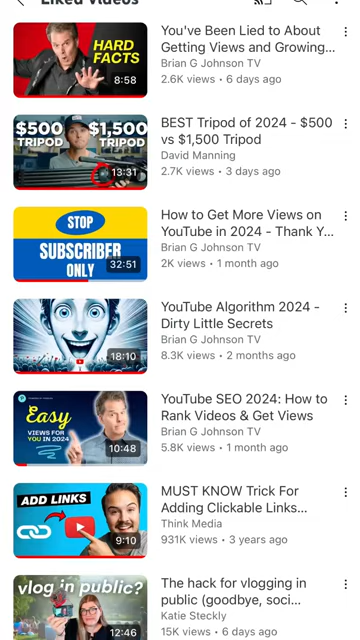 Liked videos
HARD
FACTS
8:58
You've Been Lied to About
Getting Views and Growing...
Brian G Johnson TV
2.6K views • 6 days ago
$500
TRIPOD
$1,500
TRIPOD
13:31
BEST Tripod of 2024 - $500
vs $1,500 Tripod
David Manning
2.7K views • 3 days ago
STOP
SUBSCRIBER
ONLY
32:51
How to Get More Views on
YouTube in 2024 - Thank Y...
Brian G Johnson TV
2K views • 1 month ago
18:10
YouTube Algorithm 2024 -
Dirty Little Secrets
Brian G Johnson TV
8.3K views • 2 months ago
Easy
VIEWS FOR
YOU IN 2024
10:48
YouTube SEO 2024: How to
Rank Videos & Get Views
Brian G Johnson TV
5.8K views • 1 month ago
ADD LINKS
9:10
MUST KNOW Trick For
Adding Clickable Links...
Think Media
931K views • 3 years ago
vlog in public?
12:46
The hack for vlogging in
public (goodbye, soci...
Katie Steckly
15K views • 6 days ago